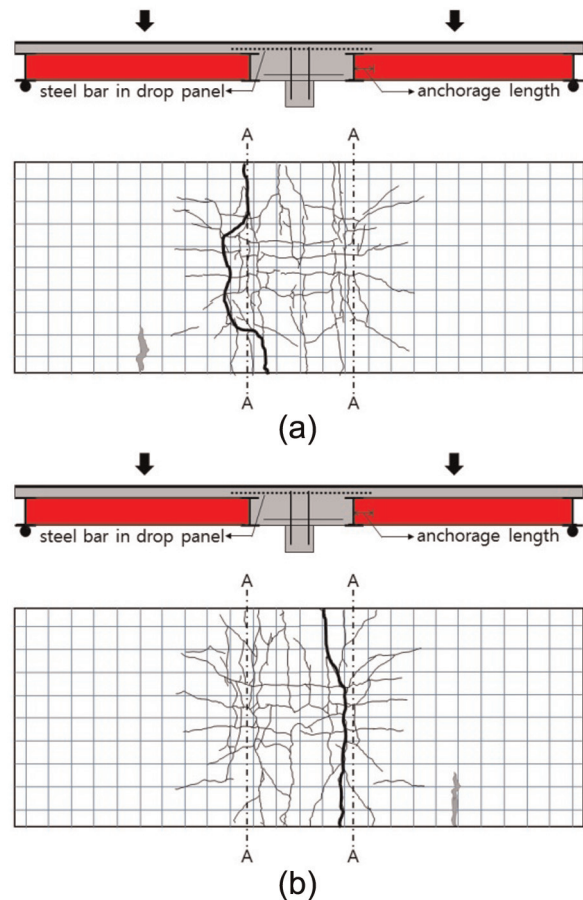 steel bar in drop panel
anchorage length
A A
A A
(a)
steel bar in drop panel
anchorage length
A A
A A
(b)